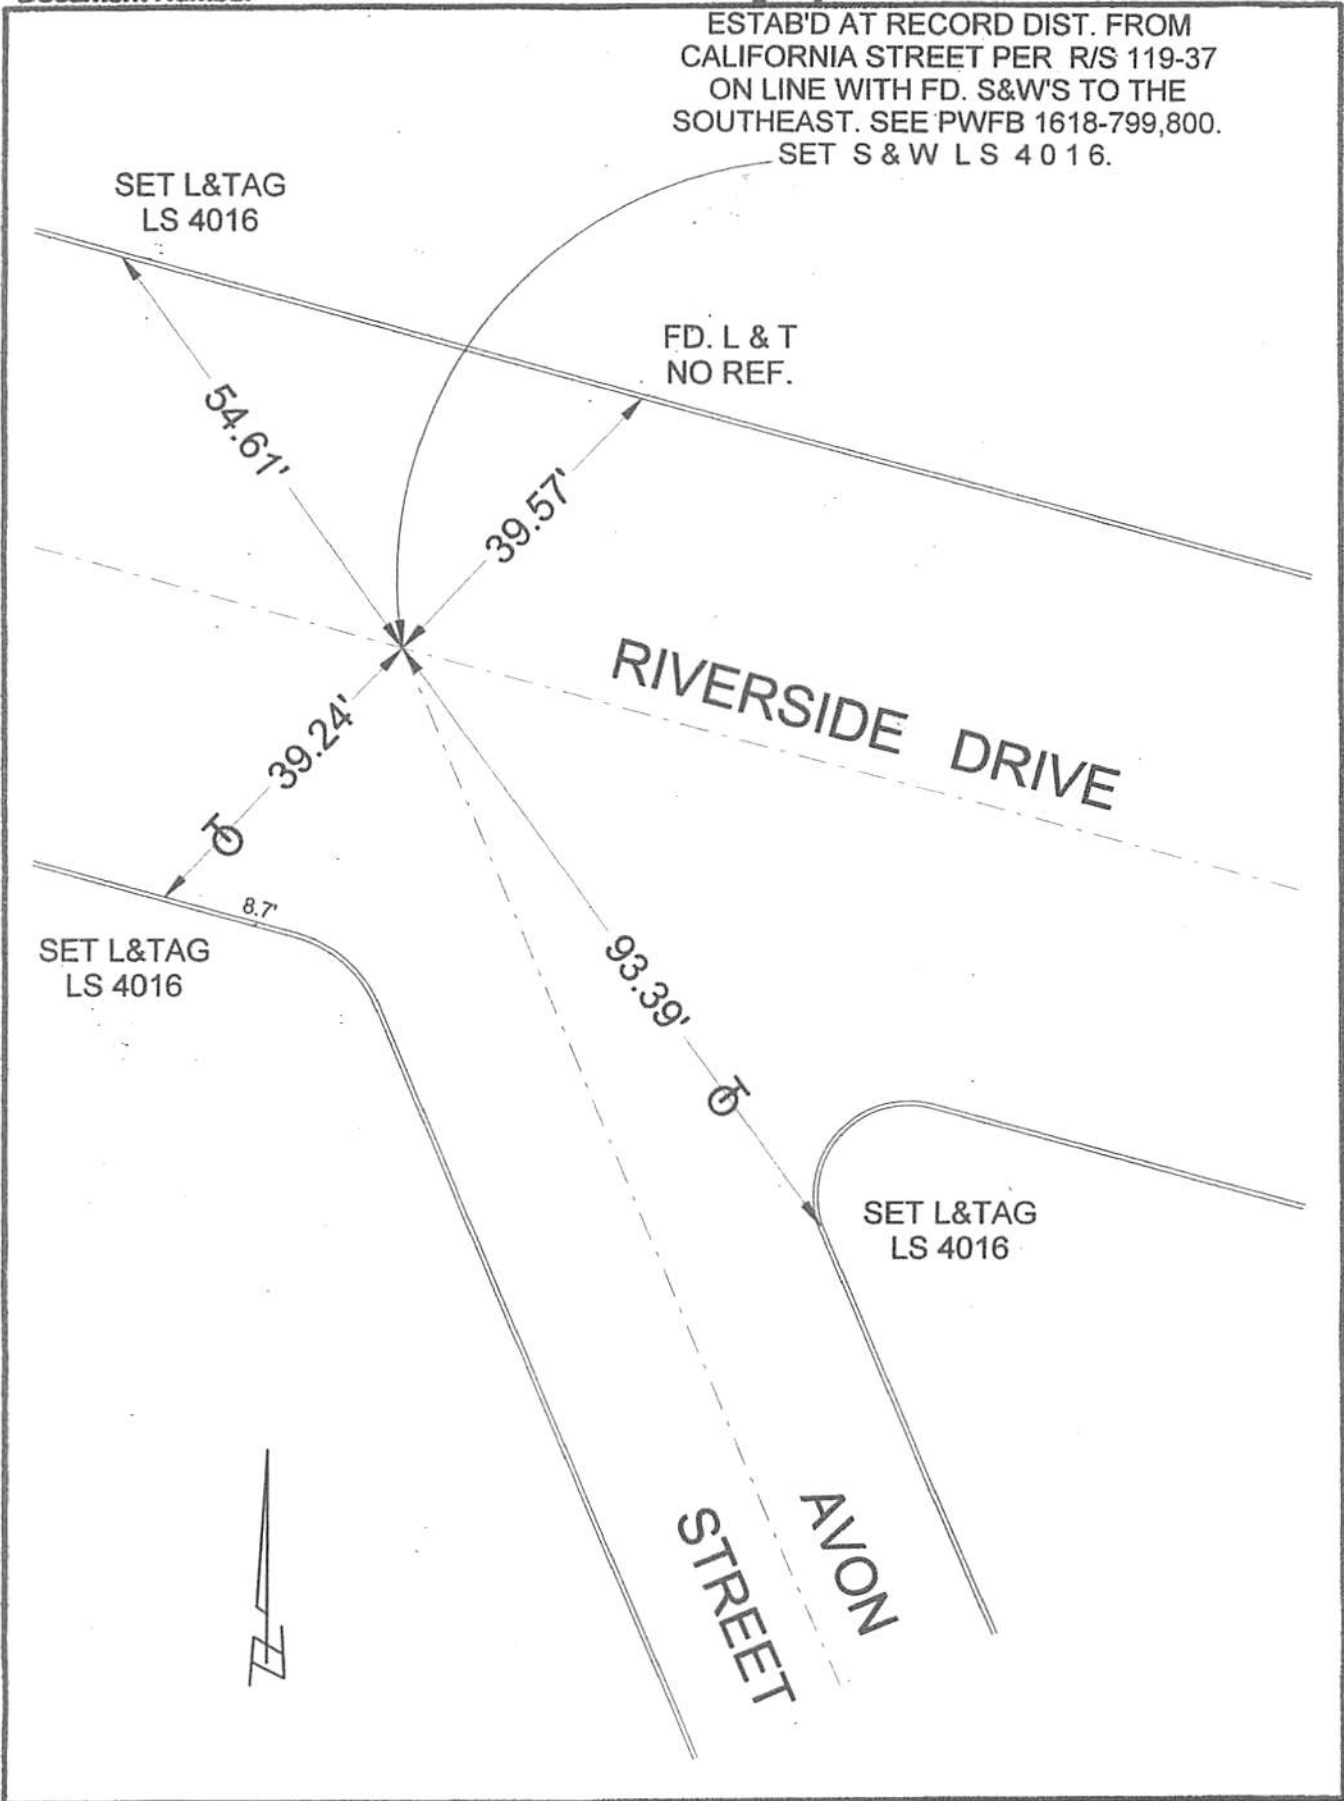 ESTAB'D AT RECORD DIST. FROM
CALIFORNIA STREET PER R/S 119-37
ON LINE WITH FD. S&W'S TO THE
SOUTHEAST. SEE PWFB 1618-799,800.
SET S & W L S 4 0 1 6.
SET L&TAG
LS 4016
FD. L & T
NO REF.
54.61'
39.57'
RIVERSIDE DRIVE
39.24'
8.7'
SET L&TAG
LS 4016
93.39'
SET L&TAG
LS 4016
AVON
STREET